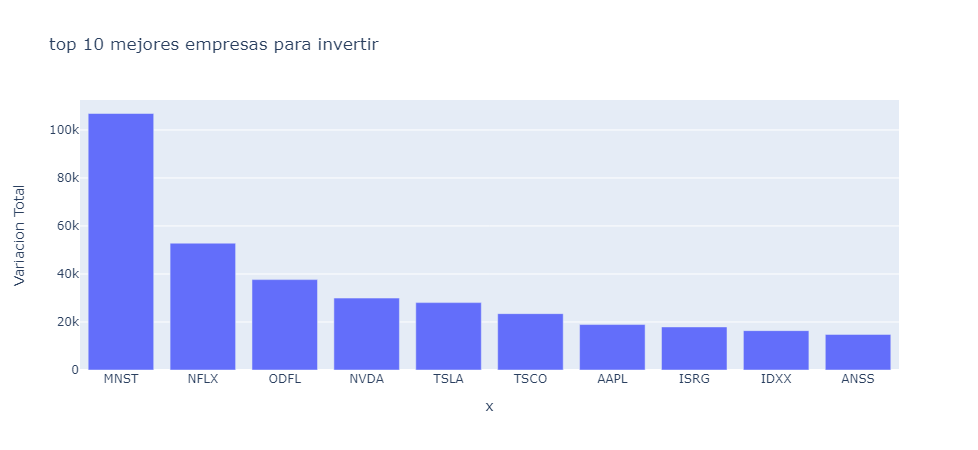 top 10 mejores empresas para invertir
Variacion Total
100k
80k
60k
40k
20k
0
MNST NFLX ODFL NVDA TSLA TSCO AAPL ISRG IDXX ANSS
x